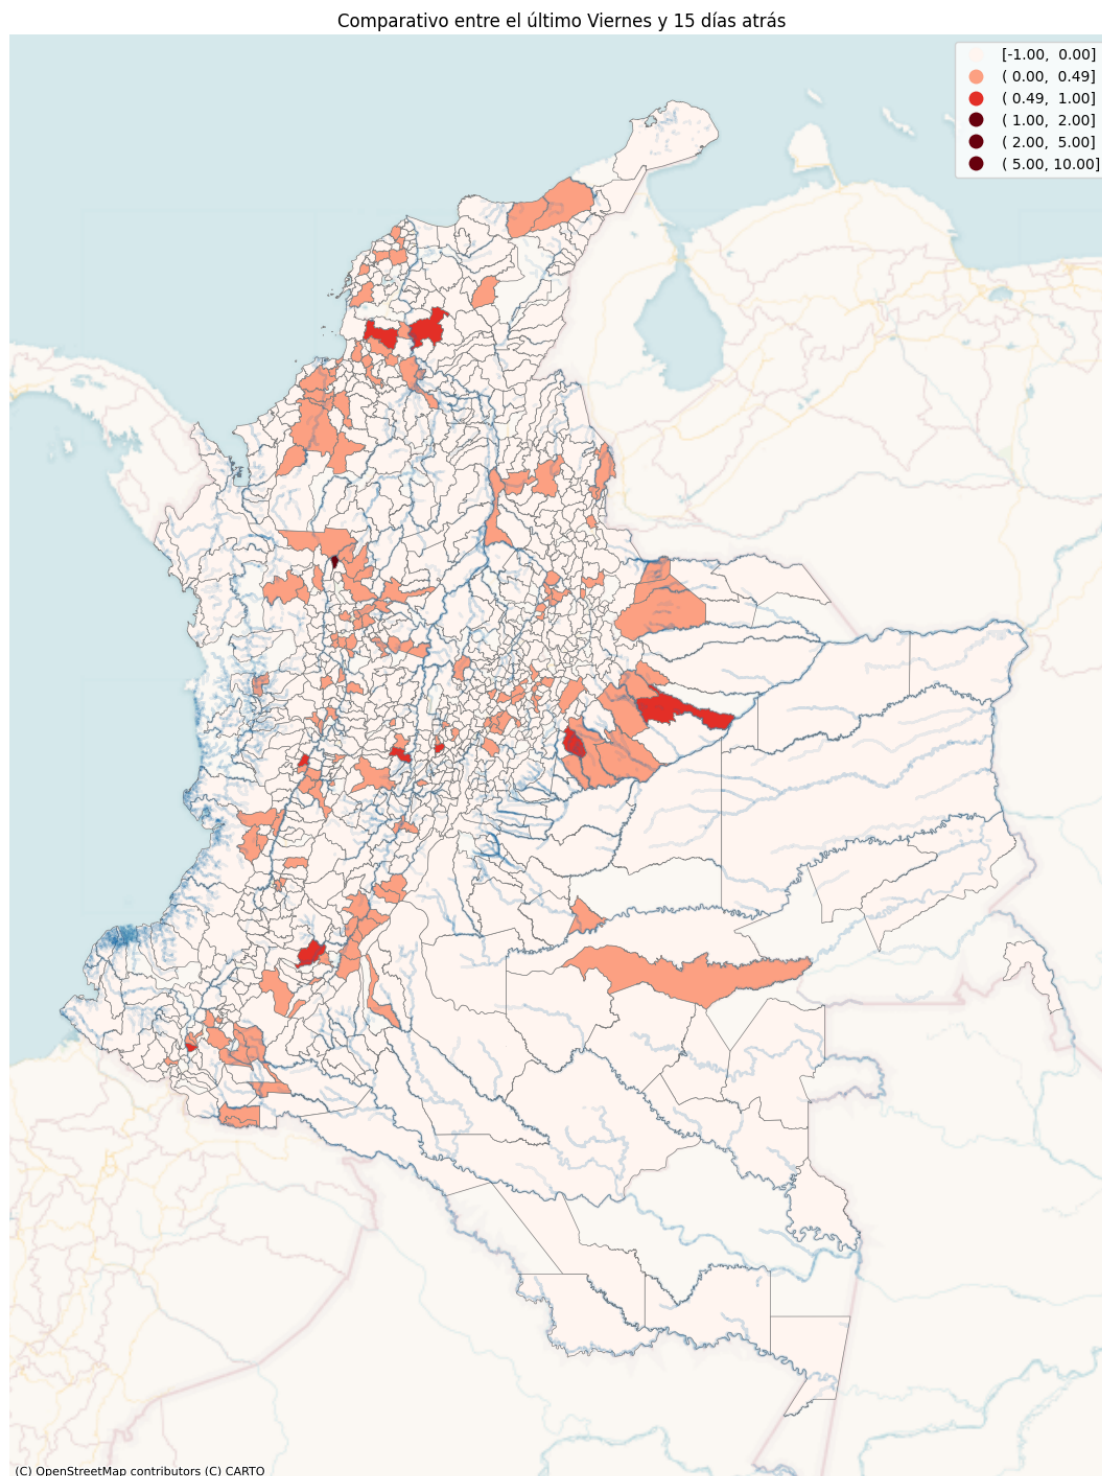 Comparativo entre el último Viernes y 15 días atrás
[-1.00, 0.00]
( 0.00, 0.49]
( 0.49, 1.00]
( 1.00, 2.00]
( 2.00, 5.00]
( 5.00, 10.00]
(C) OpenStreetMap contributors (C) CARTO